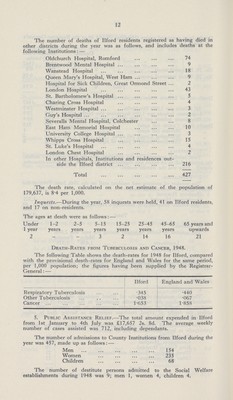 12
The number of deaths of Ilford residents registered as having died in
other districts during the year was as follows, and includes deaths at the
following Institutions:—
Oldchurch Hospital, Romford ... ... ... ... 74
Brentwood Mental Hospital ... ... ... ... 9
Wanstead Hospital ... ... ... ... ... 18
Queen Mary's Hospital, West Ham ... ... ... 9
Hospital for Sick Children, Great Ormond Street ... 2
London Hospital ... ... ... ... ... 43
St. Bartholomew's Hospital ... ... ... ... 5
Charing Cross Hospital ... ... ... ... 4
Westminster Hospital ... ... ... ... 3
Guy's Hospital ... ... ... ... ... 2
Severalls Mental Hospital, Colchester ... ... 8
East Ham Memorial Hospital ... ... ... ... 10
University College Hospital ... ... ... ... 3
Whipps Cross Hospital ... ... ... ... 15
St. Luke's Hospital ... ... ... ... ... 4
London Chest Hospital ... ... ... ... 2
In other Hospitals, Institutions and residences out-
side the Ilford District ... ... ... ... 216
Total ... ... ... 427
The death rate, calculated on the net estimate of the population of
179,637, is 8·4 per 1,000.
Inquests.—During the year, 58 inquests were held, 41 on Ilford residents,
and 17 on non-residents.
The ages at death were as follows:—
Under 1-2 2-5 5-15 15-25 25-45 45-65 65 years and
1 year years years years years years years upwards
2 – – 3 2 14 16 21
Death-Rates from Tuberculosis and Cancer, 1948.
The following Table shows the death-rates for 1948 for Ilford, compared
with the provisional death-rates for England and Wales for the same period,
per 1,000 population; the figures having been supplied by the Registrar-
General:—
Ilford England and Wales
Respiratory Tuberculosis ... ... ·345 ·440
Other Tuberculosis ... ... ... ·038 ·067
Cancer ... ... ... ... 1·653 1·858
3. Public Assistance Relief.—The total amount expended in Ilford
from 1st January to 4th July was £17,657 2s. 8d. The average weekly
number of cases assisted was 712, including dependants.
The number of admissions to County Institutions from Ilford during the
year was 457, made up as follows:—
Men ... ... ... ... ... 154
Women ... ... ... ... ... 235
Children ... ... ... ... ... 68
The number of destitute persons admitted to the Social Welfare
establishments during 1948 was 9; men 1, women 4, children 4.